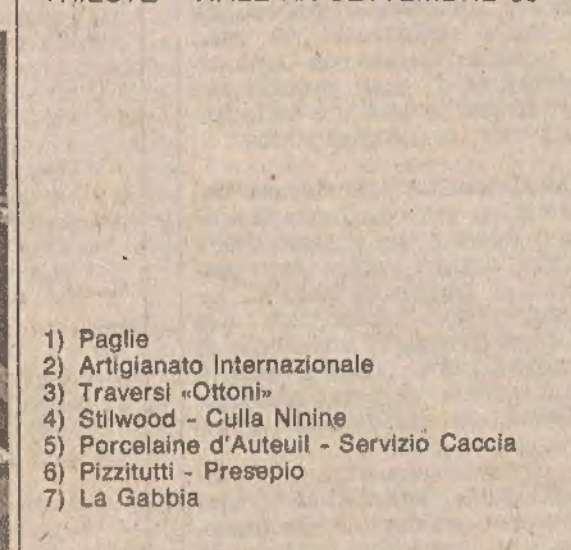 1) Paglie
2) Artigianato Internazionale
3) Traversi «Ottoni»
4) Stilwood - Culla Ninine
5) Porcelaine d'Auteuil - Servizio Caccia
6) Pizzitutti - Presepio
7) La Gabbia